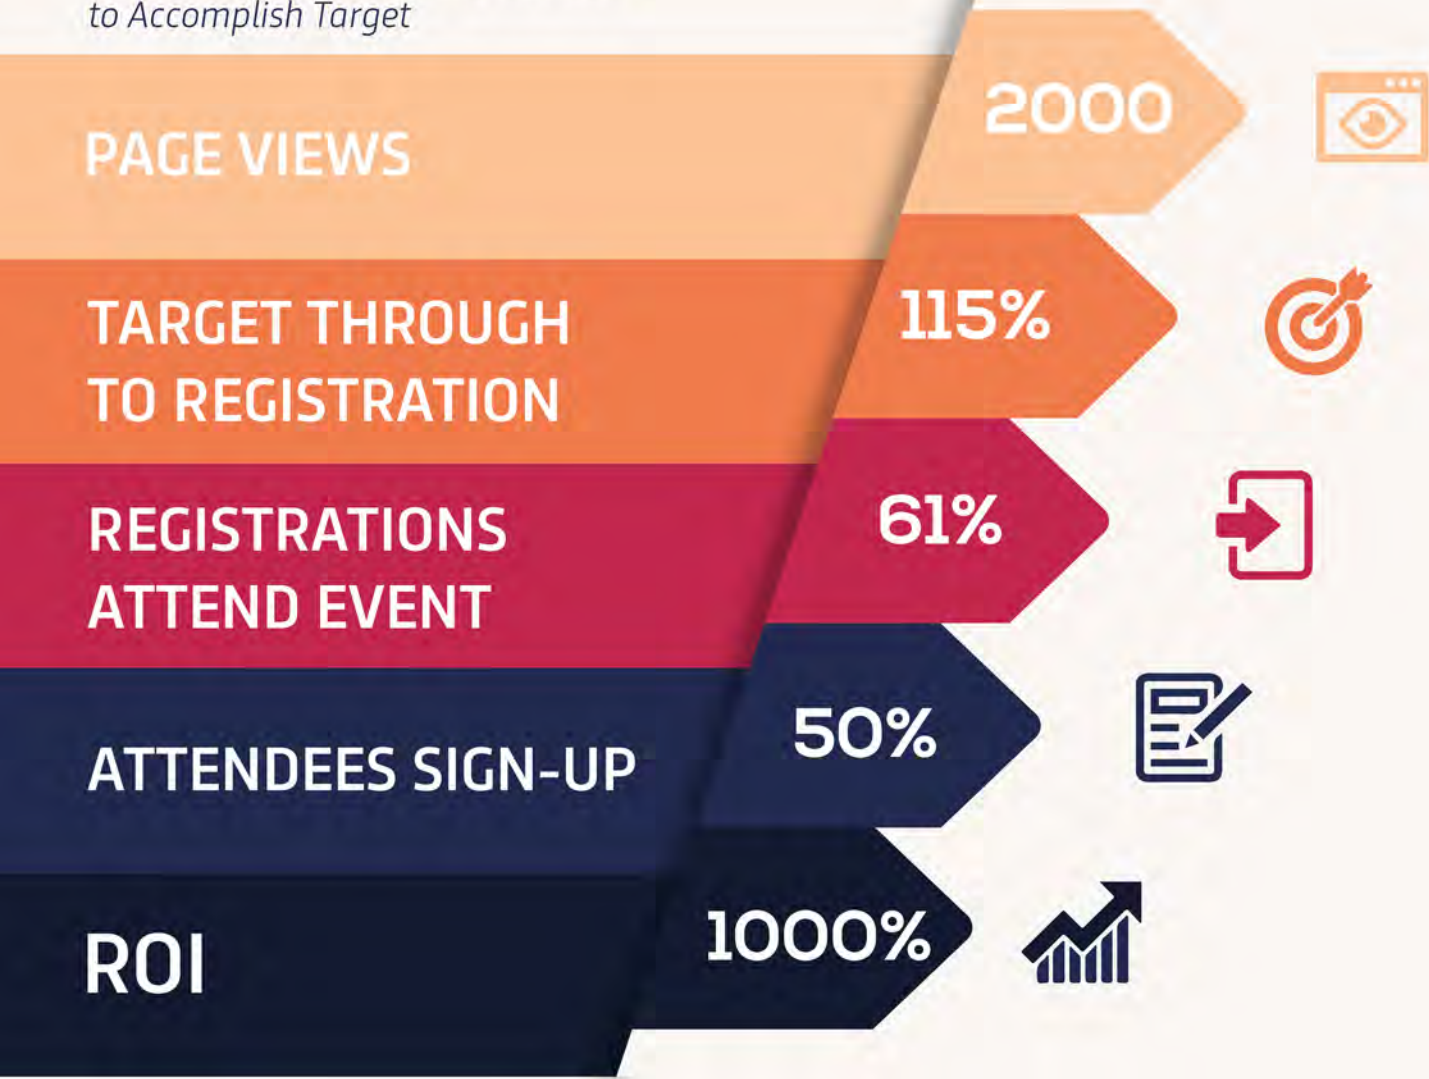 to Accomplish Target
PAGE VIEWS
2000
TARGET THROUGH
TO REGISTRATION
115%
REGISTRATIONS
ATTEND EVENT
61%
ATTENDEES SIGN-UP
50%
ROI
1000%